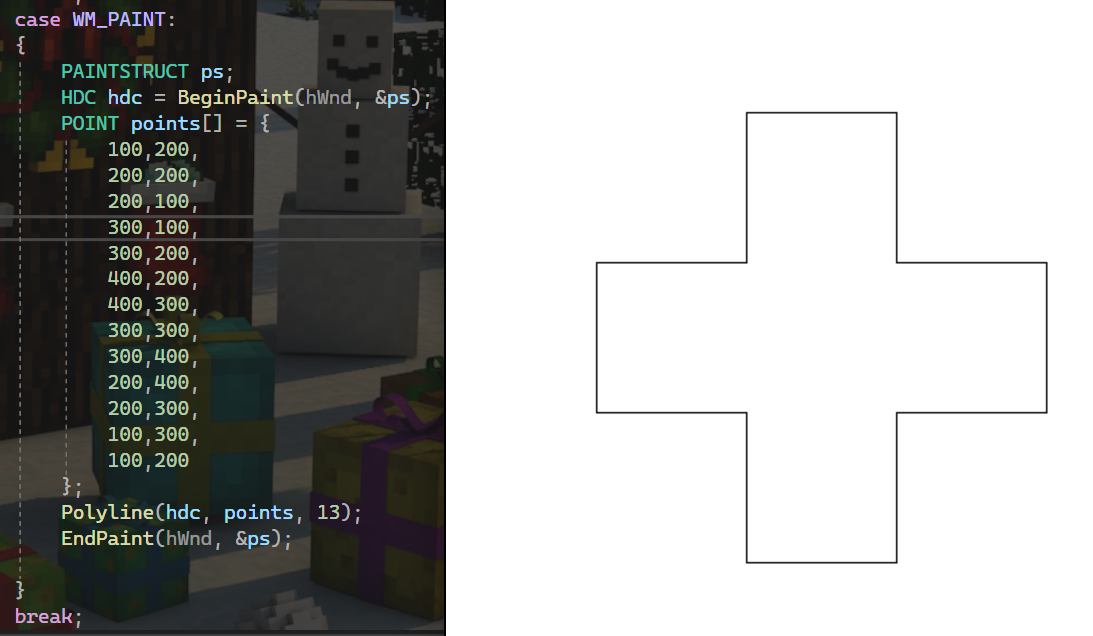 case WM_PAINT:
{
PAINTSTRUCT ps;
HDC hdc = BeginPaint(hWnd, &ps);
POINT points[] = {
100,200,
200,200,
200,100,
300,100,
300,200,
400,200,
400,300,
300,300,
300,400,
200,400,
200,300,
100,300,
100,200
};
Polyline(hdc, points, 13);
EndPaint(hWnd, &ps);
}
break;